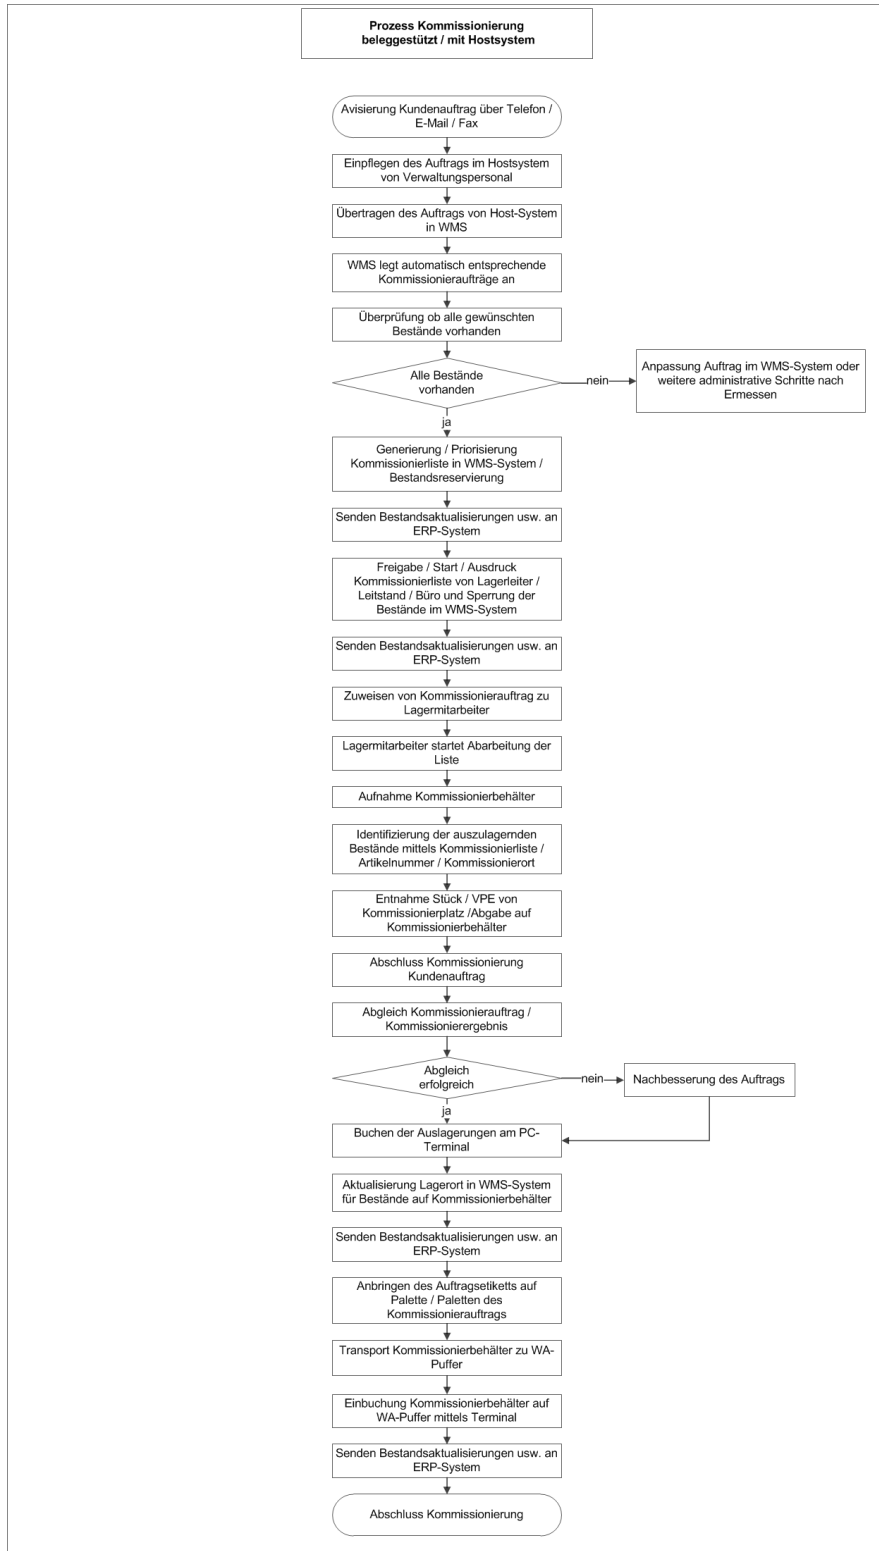 Prozess Kommissionierung
beleggestützt / mit Hostsystem
Avisierung Kundenauftrag über Telefon /
E-Mail / Fax
Einpflegen des Auftrags im Hostsystem
von Verwaltungspersonal
Übertragen des Auftrags von Host-System
in WMS
WMS legt automatisch entsprechende
Kommissionieraufträge an
Überprüfung ob alle gewünschten
Bestände vorhanden
Alle Bestände
vorhanden
nein
Anpassung Auftrag im WMS-System oder
weitere administrative Schritte nach
Ermessen
ja
Generierung / Priorisierung
Kommissionierliste in WMS-System /
Bestandsreservierung
Senden Bestandsaktualisierungen usw. an
ERP-System
Freigabe / Start / Ausdruck
Kommissionierliste von Lagerleiter /
Leitstand / Büro und Sperrung der
Bestände im WMS-System
Senden Bestandsaktualisierungen usw. an
ERP-System
Zuweisen von Kommissionierauftrag zu
Lagermitarbeiter
Lagermitarbeiter startet Abarbeitung der
Liste
Aufnahme Kommissionierbehälter
Identifizierung der auszulagernden
Bestände mittels Kommissionierliste /
Artikelnummer / Kommissionierort
Entnahme Stück / VPE von
Kommissionierplatz /Abgabe auf
Kommissionierbehälter
Abschluss Kommissionierung
Kundenauftrag
Abgleich Kommissionierauftrag /
Kommissionierergebnis
Abgleich
erfolgreich
nein
Nachbesserung des Auftrags
ja
Buchen der Auslagerungen am PC-
Terminal
Aktualisierung Lagerort in WMS-System
für Bestände auf Kommissionierbehälter
Senden Bestandsaktualisierungen usw. an
ERP-System
Anbringen des Auftragsetiketts auf
Palette / Paletten des
Kommissionierauftrags
Transport Kommissionierbehälter zu WA-
Puffer
Einbuchung Kommissionierbehälter auf
WA-Puffer mittels Terminal
Senden Bestandsaktualisierungen usw. an
ERP-System
Abschluss Kommissionierung